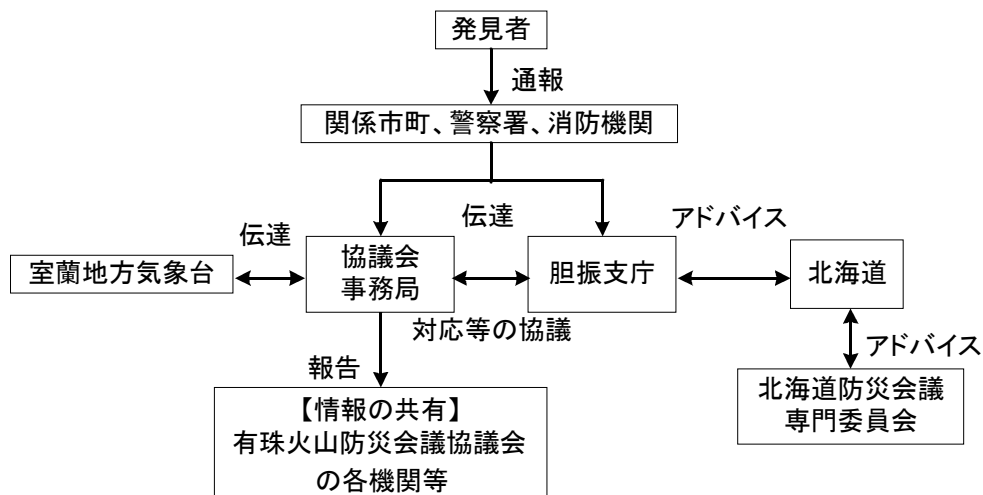 発見者
通報
関係市町、警察署、消防機関
伝達
アドバイス
伝達
室蘭地方気象台
協議会
事務局
胆振支庁
北海道
対応等の協議
アドバイス
報告
北海道防災会議
専門委員会
【情報の共有】
有珠火山防災会議協議会
の各機関等